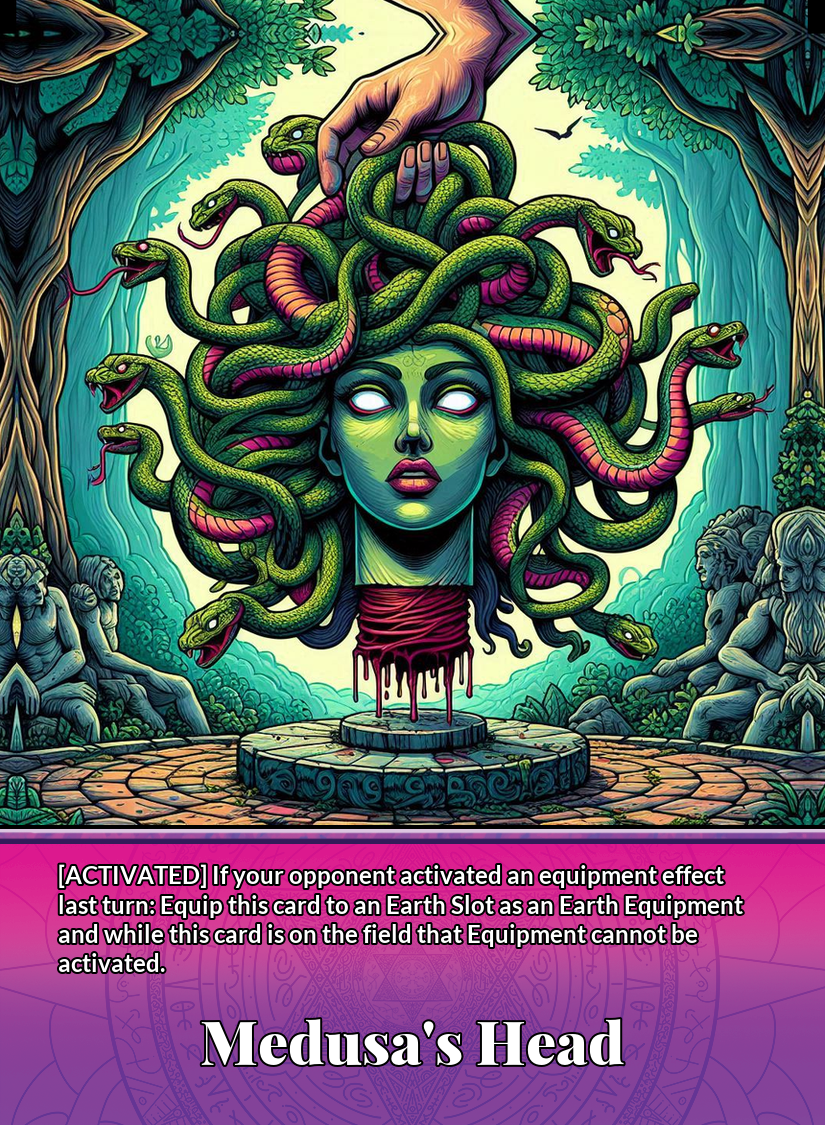 [ACTIVATED] If your opponent activated an equipment effect
last turn: Equip this card to an Earth Slot as an Earth Equipment
and while this card is on the field that Equipment cannot be
activated.
Medusa's Head